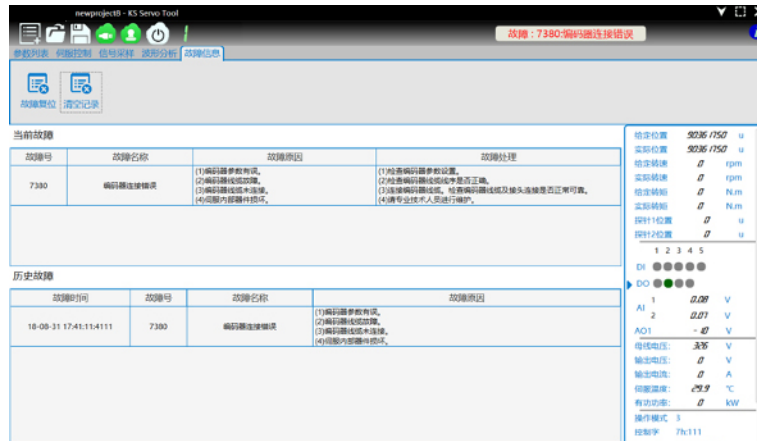 newproject8 - KS Servo Tool
故障 : 7380:编码器连接错误
参数列表 伺服控制 信号采样 波形分析 故障信息
故障复位 清空记录
当前故障
故障号 故障名称 故障原因 故障处理
7380 编码器连接错误
(1)编码器参数有误。 (1)检查编码器参数设置。
(2)编码器线缆故障。 (2)检查编码器线缆线序是否正确。
(3)编码器线缆未连接。 (3)连接编码器线缆。检查编码器线缆及接头连接是否正常可靠。
(4)伺服内部器件损坏。 (4)请专业技术人员进行维护。
历史故障
故障时间 故障号 故障名称 故障原因
18-08-31 17:41:11:4111 7380 编码器连接错误
(1)编码器参数有误。
(2)编码器线缆故障。
(3)编码器线缆未连接。
(4)伺服内部器件损坏。
给定位置 90361750 u
实际位置 90361750 u
给定转速 0 rpm
实际转速 0 rpm
给定转矩 0 N.m
实际转矩 0 N.m
探针1位置 0 u
探针2位置 0 u
1 2 3 4 5
DI
DO
AI 1 0.08 V
2 0.07 V
AO1 - 10 V
母线电压: 326 V
输出电压: 0 V
输出电流: 0 A
伺服温度: 29.9 ℃
有功功率: 0 kW
操作模式 3
控制字 7h:111